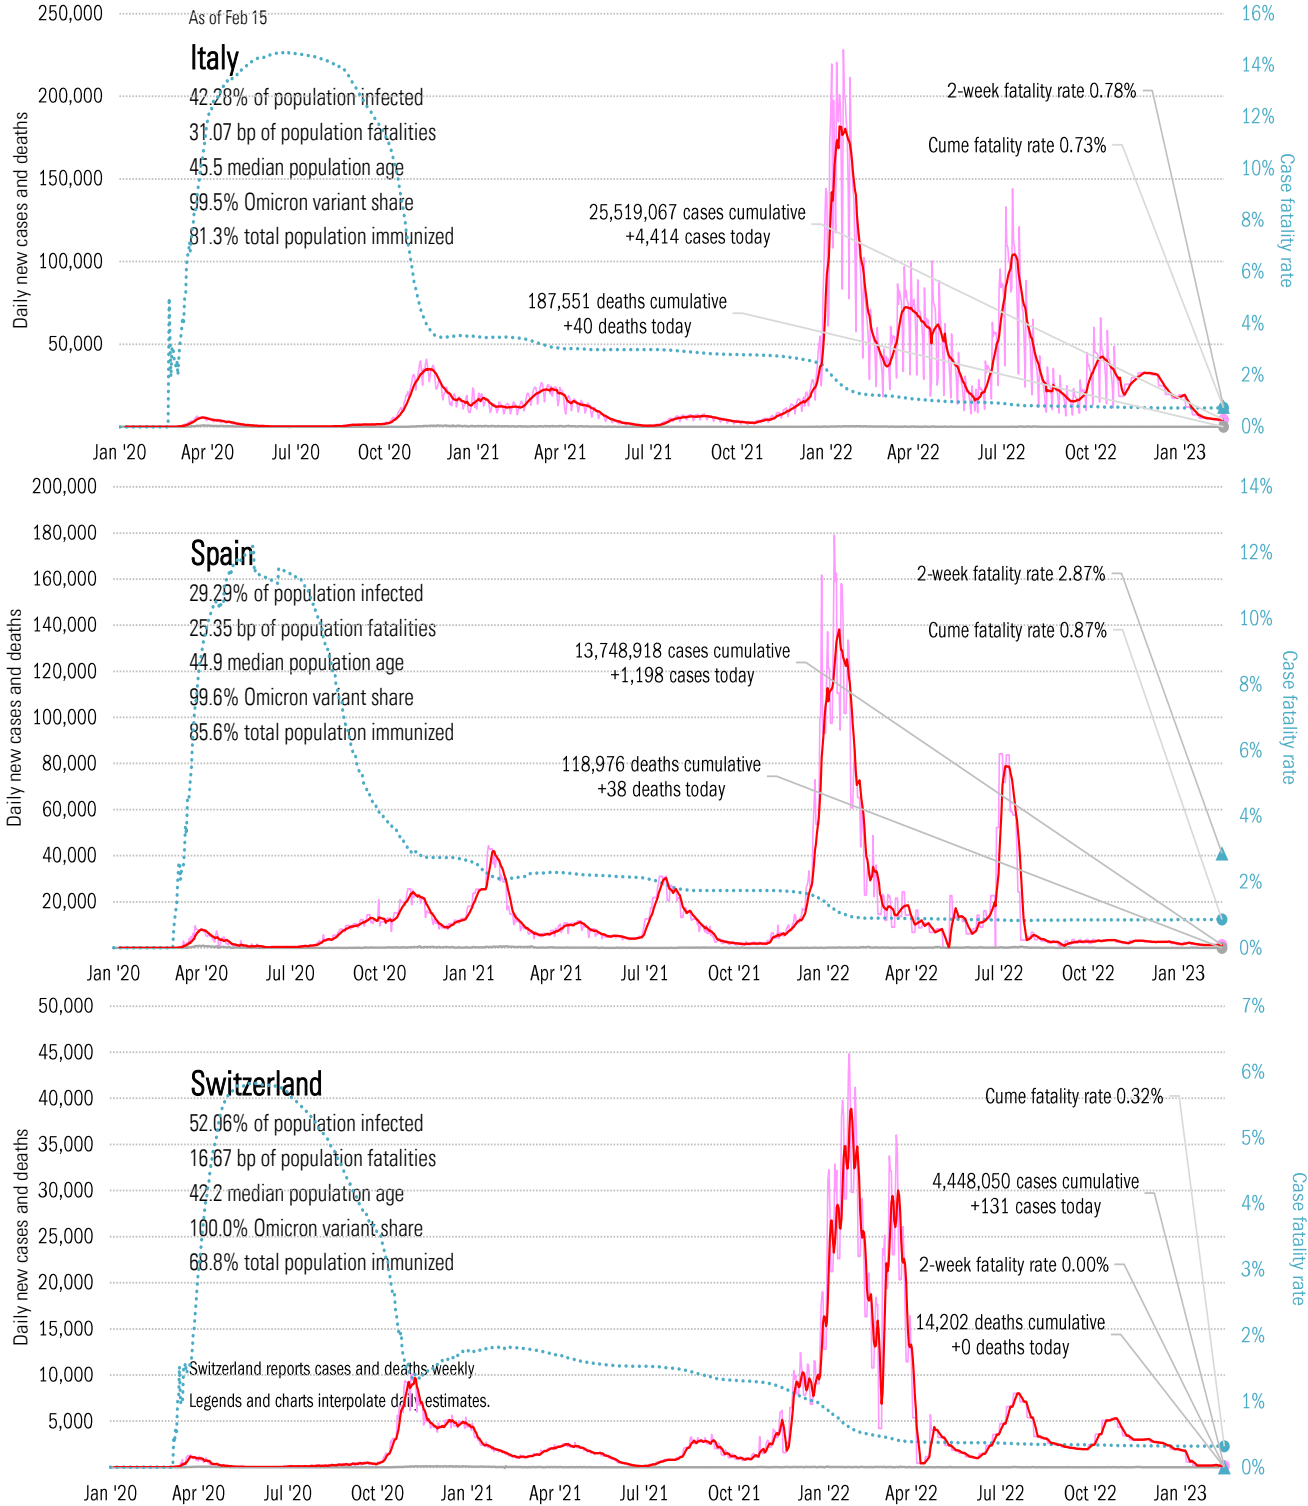 As of Feb 15
Italy
42.28% of population infected
31.07 bp of population fatalities
45.5 median population age
99.5% Omicron variant share
81.3% total population immunized
25,519,067 cases cumulative
+4,414 cases today
187,551 deaths cumulative
+40 deaths today
2-week fatality rate 0.78%
Cume fatality rate 0.73%
Daily new cases and deaths
250,000
200,000
150,000
100,000
50,000
Case fatality rate
16%
14%
12%
10%
8%
6%
4%
2%
0%
Jan '20 Apr '20 Jul '20 Oct '20 Jan '21 Apr '21 Jul '21 Oct '21 Jan '22 Apr '22 Jul '22 Oct '22 Jan '23
Spain
29.29% of population infected
25.35 bp of population fatalities
44.9 median population age
99.6% Omicron variant share
85.6% total population immunized
13,748,918 cases cumulative
+1,198 cases today
118,976 deaths cumulative
+38 deaths today
2-week fatality rate 2.87%
Cume fatality rate 0.87%
Daily new cases and deaths
200,000
180,000
160,000
140,000
120,000
100,000
80,000
60,000
40,000
20,000
Case fatality rate
14%
12%
10%
8%
6%
4%
2%
0%
Jan '20 Apr '20 Jul '20 Oct '20 Jan '21 Apr '21 Jul '21 Oct '21 Jan '22 Apr '22 Jul '22 Oct '22 Jan '23
Switzerland
52.06% of population infected
16.67 bp of population fatalities
42.2 median population age
100.0% Omicron variant share
68.8% total population immunized
Switzerland reports cases and deaths weekly
Legends and charts interpolate daily estimates.
Cume fatality rate 0.32%
4,448,050 cases cumulative
+131 cases today
2-week fatality rate 0.00%
14,202 deaths cumulative
+0 deaths today
Daily new cases and deaths
50,000
45,000
40,000
35,000
30,000
25,000
20,000
15,000
10,000
5,000
Case fatality rate
7%
6%
5%
4%
3%
2%
1%
0%
Jan '20 Apr '20 Jul '20 Oct '20 Jan '21 Apr '21 Jul '21 Oct '21 Jan '22 Apr '22 Jul '22 Oct '22 Jan '23